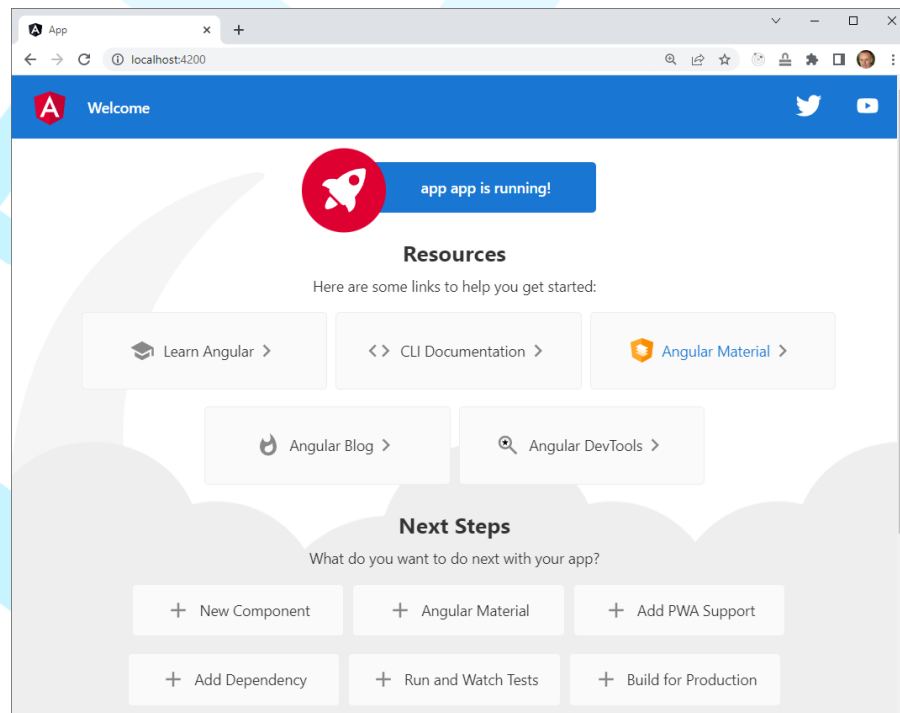 App
localhost:4200
A Welcome
app app is running!
Resources
Here are some links to help you get started:
Learn Angular
CLI Documentation
Angular Material
Angular Blog
Angular DevTools
Next Steps
What do you want to do next with your app?
New Component
Angular Material
Add PWA Support
Add Dependency
Run and Watch Tests
Build for Production